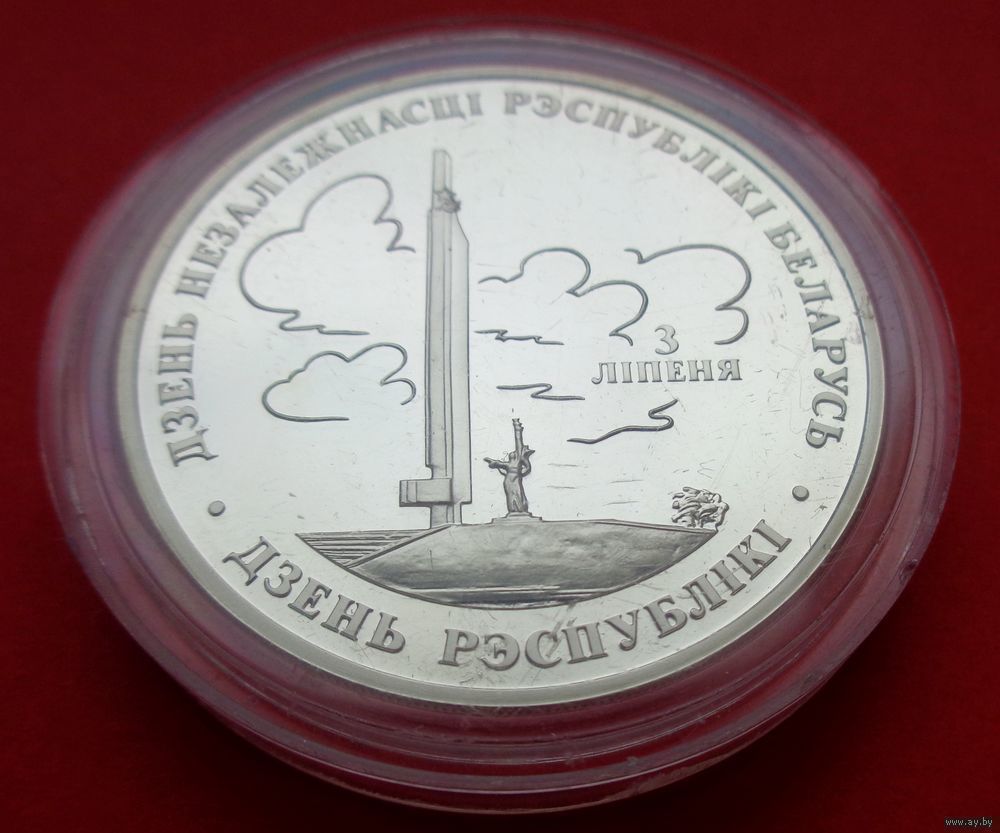 ДЗЕНЬ НЕЗАЛЕЖНАСЦІ РЭСПУБЛІКІ БЕЛАРУСЬ
3
ЛІПЕНЯ
• ДЗЕНЬ РЭСПУБЛІКІ •
www.ay.by